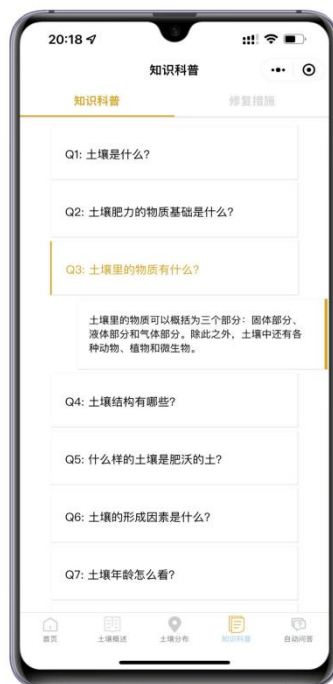 20:18
知识科普
知识科普
修复措施
Q1: 土壤是什么?
Q2: 土壤肥力的物质基础是什么?
Q3: 土壤里的物质有什么?
土壤里的物质可以概括为三个部分：固体部分、
液体部分和气体部分。除此之外，土壤中还有各
种动物、植物和微生物。
Q4: 土壤结构有哪些?
Q5: 什么样的土壤是肥沃的土?
Q6: 土壤的形成因素是什么?
Q7: 土壤年龄怎么看?
首页
土壤概述
土壤分布
知识科普
自动问答